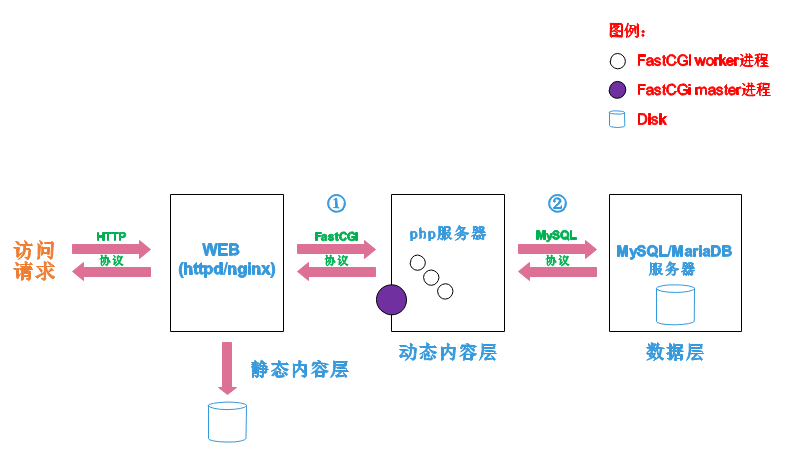 图例：
FastCGI worker进程
FastCGi master进程
Disk
①
②
访问
请求
HTTP
协议
WEB
(httpd/nginx)
FastCGI
协议
php服务器
MySQL
协议
MySQL/MariaDB
服务器
静态内容层
动态内容层
数据层